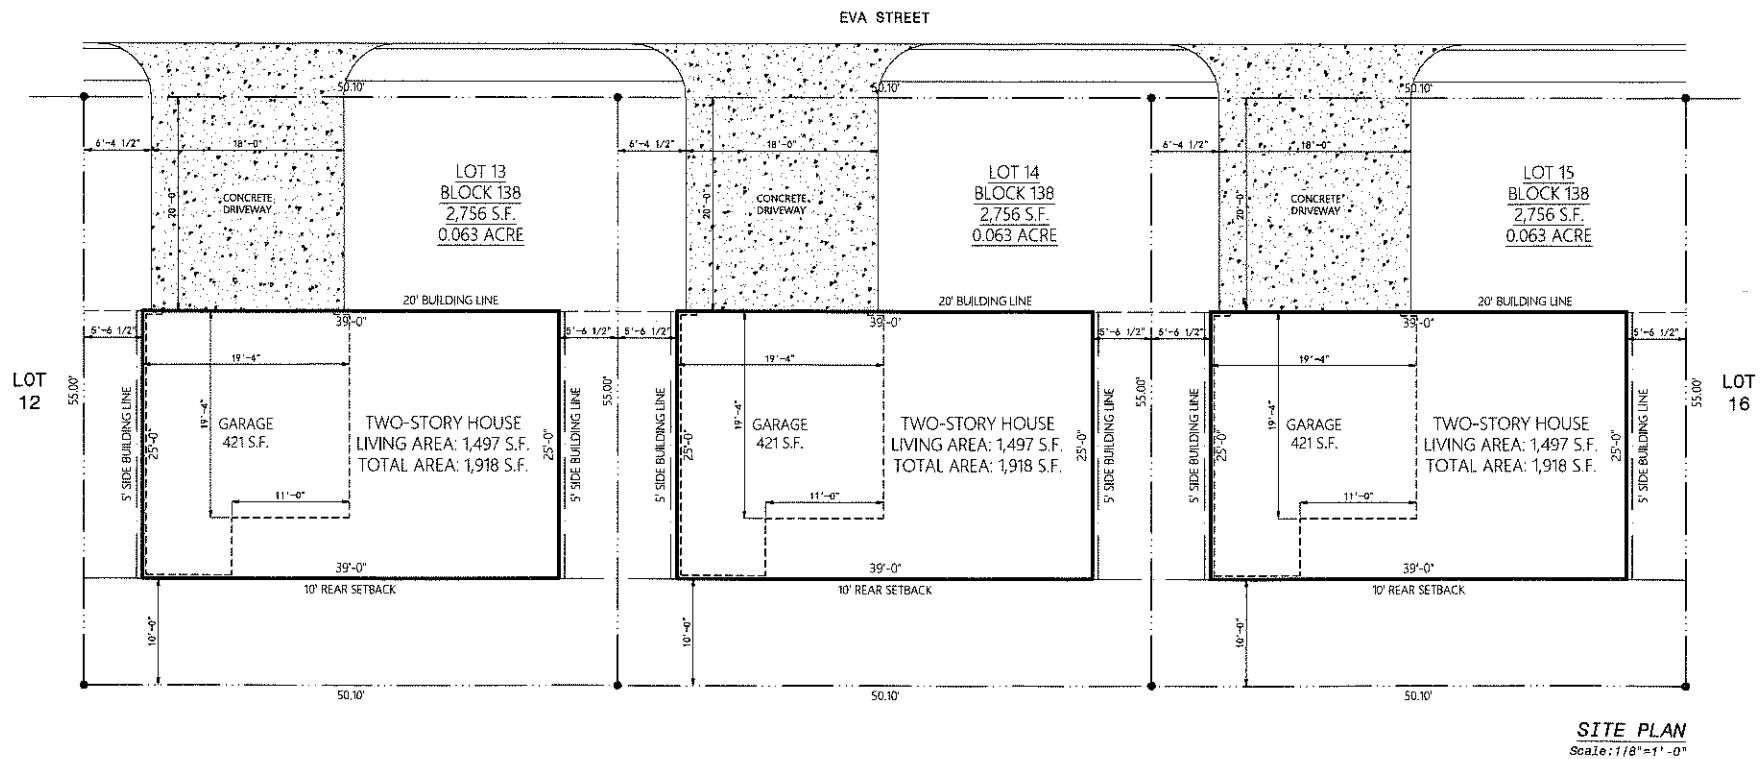 EVA STREET
50.10' 50.10' 50.10'
6'-4 1/2" 18'-0" 6'-4 1/2" 18'-0" 6'-4 1/2" 18'-0"
20'-0" 20'-0" 20'-0"
CONCRETE
DRIVEWAY
LOT 13
BLOCK 138
2,756 S.F.
0.063 ACRE
CONCRETE
DRIVEWAY
LOT 14
BLOCK 138
2,756 S.F.
0.063 ACRE
CONCRETE
DRIVEWAY
LOT 15
BLOCK 138
2,756 S.F.
0.063 ACRE
20' BUILDING LINE 20' BUILDING LINE 20' BUILDING LINE
39'-0" 39'-0" 39'-0"
5'-6 1/2" 5'-6 1/2" 5'-6 1/2" 5'-6 1/2" 5'-6 1/2" 5'-6 1/2"
19'-4" 19'-4" 19'-4"
LOT
12
55.00'
5' SIDE BUILDING LINE
25'-0"
19'-4"
GARAGE
421 S.F.
11'-0"
TWO-STORY HOUSE
LIVING AREA: 1,497 S.F.
TOTAL AREA: 1,918 S.F.
25'-0"
5' SIDE BUILDING LINE
55.00'
5' SIDE BUILDING LINE
25'-0"
19'-4"
GARAGE
421 S.F.
11'-0"
TWO-STORY HOUSE
LIVING AREA: 1,497 S.F.
TOTAL AREA: 1,918 S.F.
25'-0"
5' SIDE BUILDING LINE
55.00'
5' SIDE BUILDING LINE
25'-0"
19'-4"
GARAGE
421 S.F.
11'-0"
TWO-STORY HOUSE
LIVING AREA: 1,497 S.F.
TOTAL AREA: 1,918 S.F.
25'-0"
5' SIDE BUILDING LINE
55.00'
LOT
16
39'-0" 39'-0" 39'-0"
10' REAR SETBACK 10' REAR SETBACK 10' REAR SETBACK
10'-0" 10'-0" 10'-0"
50.10' 50.10' 50.10'
SITE PLAN
Scale:1/8"=1'-0"